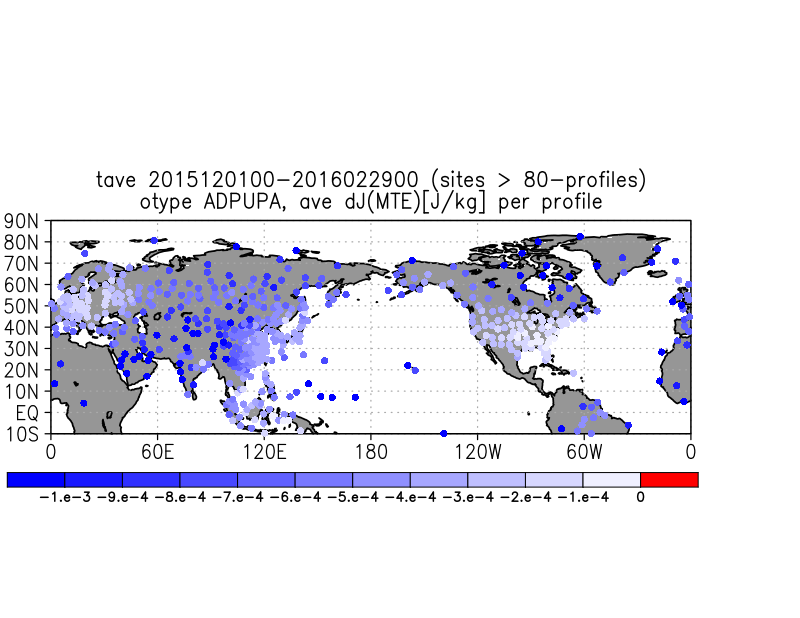 tave 2015120100-2016022900 (sites > 80-profiles)
otype ADPUPA, ave dJ(MTE)[J/kg] per profile
90N
80N
70N
60N
50N
40N
30N
20N
10N
EQ
10S
0 60E 120E 180 120W 60W 0
-1.e-3 -9.e-4 -8.e-4 -7.e-4 -6.e-4 -5.e-4 -4.e-4 -3.e-4 -2.e-4 -1.e-4 0